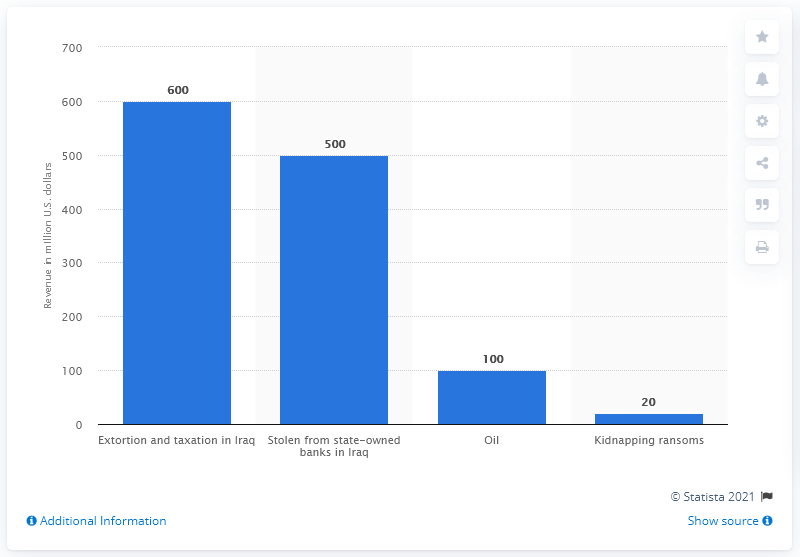 700
600
500
400
300
200
100
0
Revenue in million U.S. dollars
600
500
100
20
Extortion and taxation in Iraq
Stolen from state-owned
banks in Iraq
Oil
Kidnapping ransoms
© Statista 2021
Additional Information
Show source